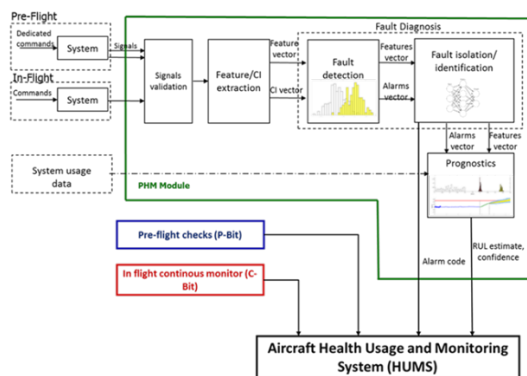 Pre-Flight
Dedicated
commands
System
Signals
In-Flight
Commands
System
Signals
validation
Feature/CI
extraction
Feature
vector
CI vector
Fault Diagnosis
Fault
detection
Features
vector
Alarms
vector
Fault isolation/
identification
Alarms
vector
Features
vector
System usage
data
PHM Module
Prognostics
Pre-flight checks (P-Bit)
In flight continous monitor (C-
Bit)
Alarm code
RUL estimate,
confidence
Aircraft Health Usage and Monitoring
System (HUMS)